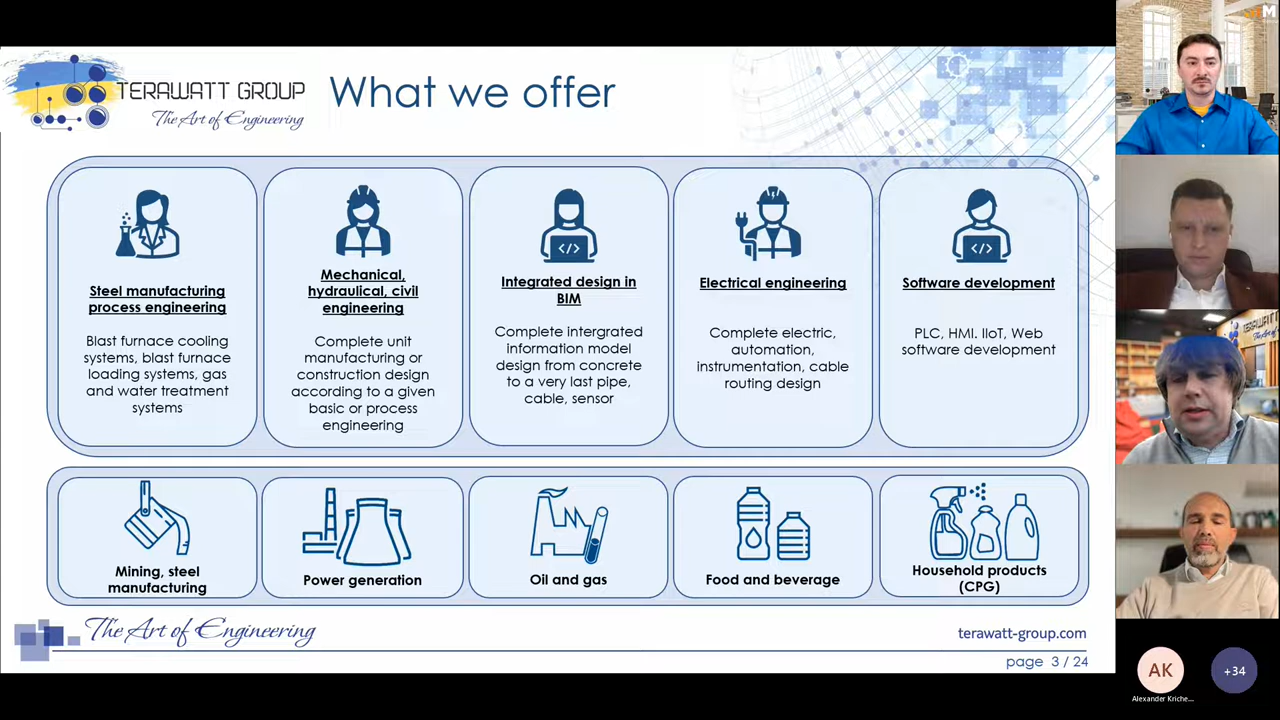 TERAWATT GROUP
The Art of Engineering
What we offer
Steel manufacturing
process engineering
Blast furnace cooling
systems, blast furnace
loading systems, gas
and water treatment
systems
Mechanical,
hydraulical, civil
engineering
Complete unit
manufacturing or
construction design
according to a given
basic or process
engineering
</>
Integrated design in
BIM
Complete intergrated
information model
design from concrete
to a very last pipe,
cable, sensor
Electrical engineering
Complete electric,
automation,
instrumentation, cable
routing design
</>
Software development
PLC, HMI. IIoT, Web
software development
Mining, steel
manufacturing
Power generation
Oil and gas
Food and beverage
Household products
(CPG)
The Art of Engineering
terawatt-group.com
page 3 / 24
TERAWATT
AK
Alexander Kriche...
+34